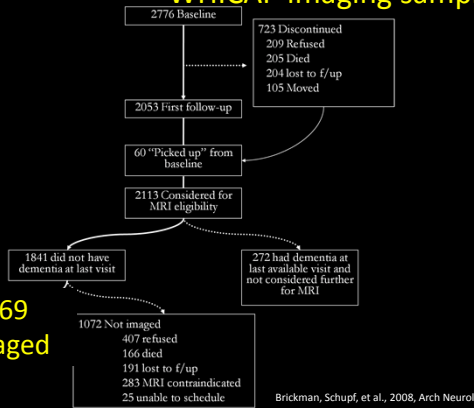 WHICAP imaging samp
2776 Baseline
723 Discontinued
209 Refused
205 Died
204 lost to f/up
105 Moved
2053 First follow-up
60 “Picked up” from
baseline
2113 Considered for
MRI eligibility
1841 did not have
dementia at last visit
272 had dementia at
last available visit and
not considered further
for MRI
69
aged
1072 Not imaged
407 refused
166 died
191 lost to f/up
283 MRI contraindicated
25 unable to schedule
Brickman, Schupf, et al., 2008, Arch Neurol